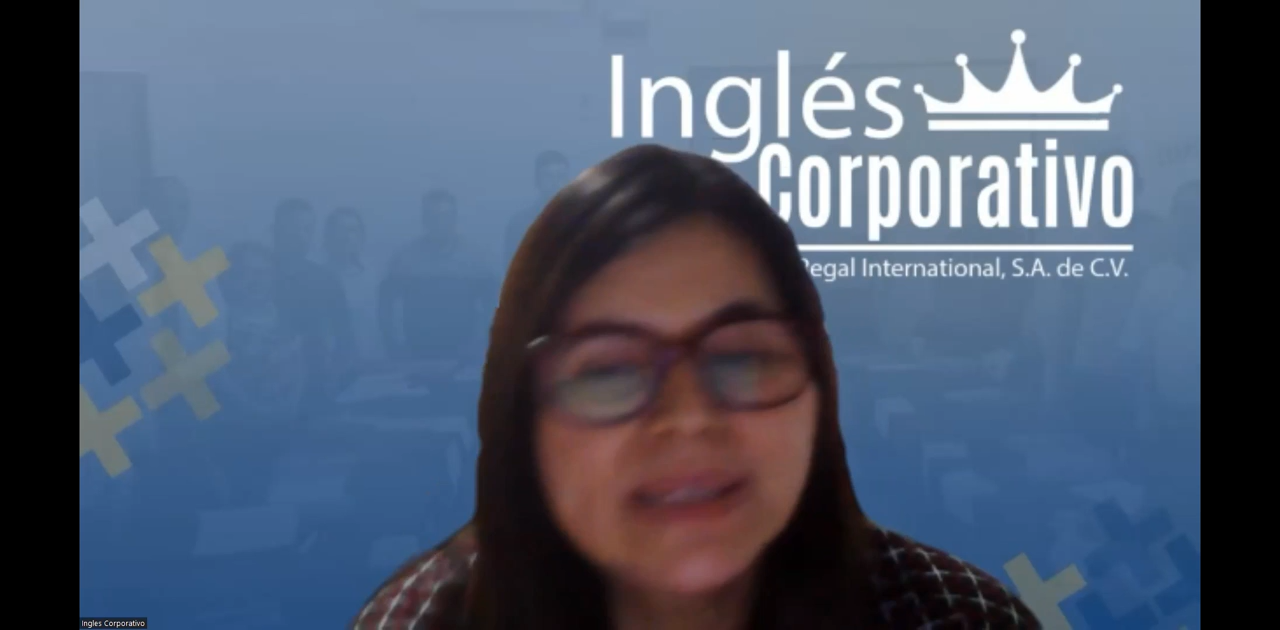 Inglés
Corporativo
Regal International, S.A. de C.V.
Ingles Corporativo